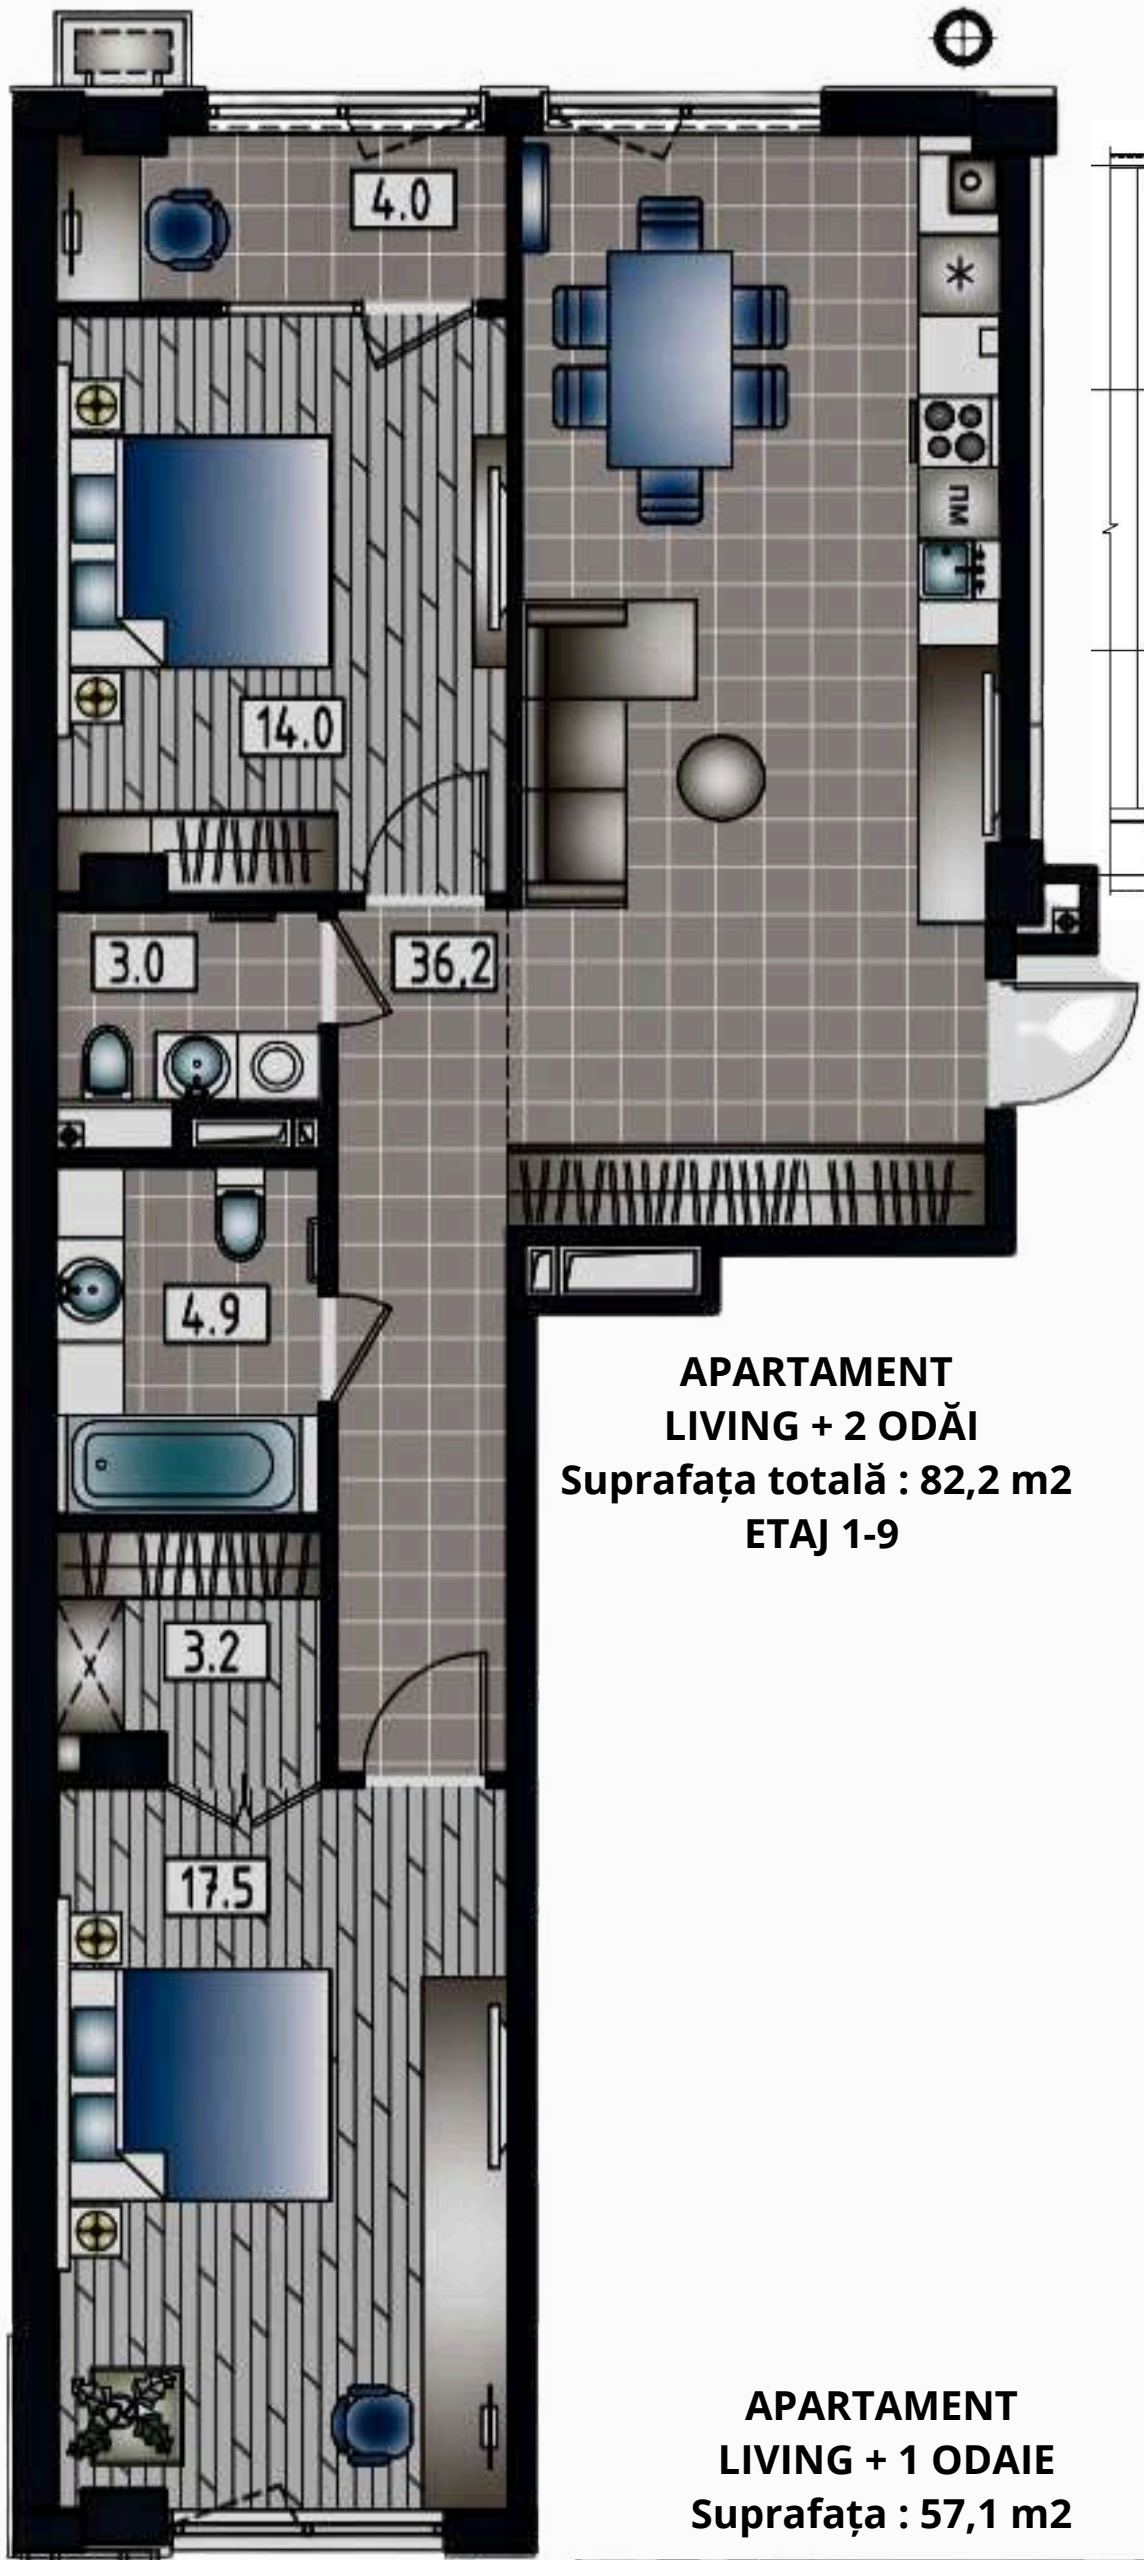 4.0
ПМ
14.0
3.0
36,2
4.9
APARTAMENT
LIVING + 2 ODĂI
Suprafața totală : 82,2 m2
ETAJ 1-9
3.2
17.5
APARTAMENT
LIVING + 1 ODAIE
Suprafața : 57,1 m2